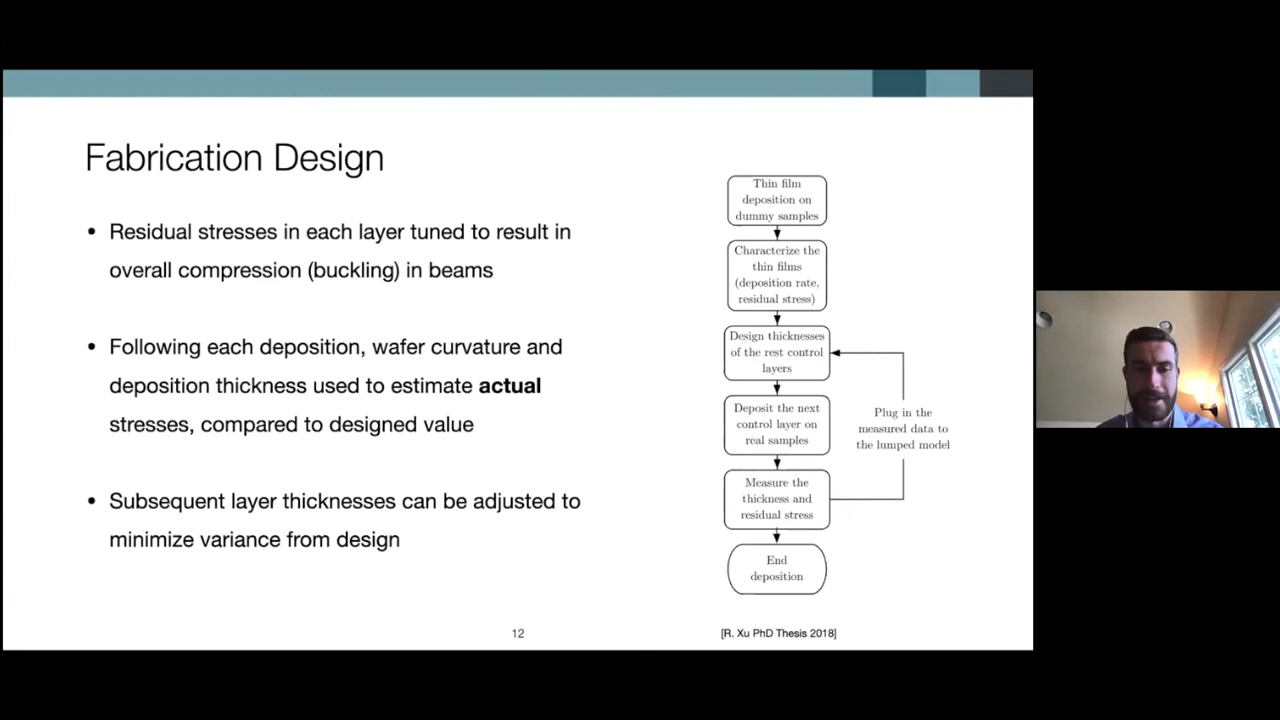 Fabrication Design
• Residual stresses in each layer tuned to result in
overall compression (buckling) in beams
• Following each deposition, wafer curvature and
deposition thickness used to estimate actual
stresses, compared to designed value
• Subsequent layer thicknesses can be adjusted to
minimize variance from design
Thin film
deposition on
dummy samples
Characterize the
thin films
(deposition rate,
residual stress)
Design thicknesses
of the rest control
layers
Deposit the next
control layer on
real samples
Measure the
thickness and
residual stress
End
deposition
Plug in the
measured data to
the lumped model
12
[R. Xu PhD Thesis 2018]